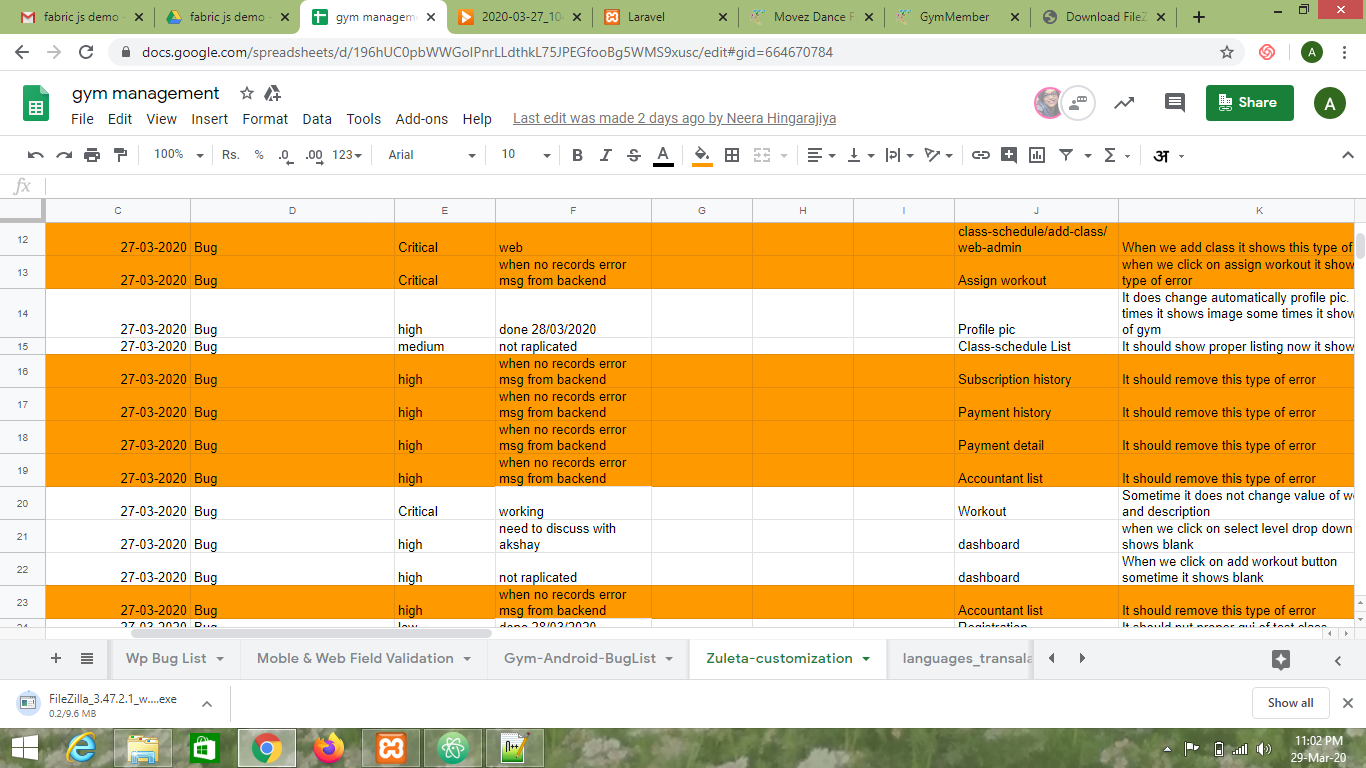 fabric js demo -
fabric js demo -
gym managem
2020-03-27_10
Laravel
Movez Dance F
GymMember
Download FileZ
docs.google.com/spreadsheets/d/196hUC0pbWWGolPnrLLdthkL75JPEGfooBg5WMS9xusc/edit#gid=664670784
A
gym management
File Edit View Insert Format Data Tools Add-ons Help Last edit was made 2 days ago by Neera Hingarajiya
Share
A
100% Rs. % .0 .00 123 Arial 10 B I S A Σ अ
fx
C D E F G H I J K
12 27-03-2020 Bug Critical web class-schedule/add-class/
web-admin When we add class it shows this type of
13 27-03-2020 Bug Critical when no records error
msg from backend Assign workout when we click on assign workout it show
type of error
14 27-03-2020 Bug high done 28/03/2020 Profile pic It does change automatically profile pic.
times it shows image some times it show
of gym
15 27-03-2020 Bug medium not raplicated Class-schedule List It should show proper listing now it show
16 27-03-2020 Bug high when no records error
msg from backend Subscription history It should remove this type of error
17 27-03-2020 Bug high when no records error
msg from backend Payment history It should remove this type of error
18 27-03-2020 Bug high when no records error
msg from backend Payment detail It should remove this type of error
19 27-03-2020 Bug high when no records error
msg from backend Accountant list It should remove this type of error
20 27-03-2020 Bug Critical working Workout Sometime it does not change value of w
and description
21 27-03-2020 Bug high need to discuss with
akshay dashboard when we click on select level drop down
shows blank
22 27-03-2020 Bug high not raplicated dashboard When we click on add workout button
sometime it shows blank
23 27-03-2020 Bug high when no records error
msg from backend Accountant list It should remove this type of error
24 27-03-2020 Bug low done 28/03/2020 Registration It should put proper gui of test class
Wp Bug List Moble & Web Field Validation Gym-Android-BugList Zuleta-customization languages_transala
FileZilla_3.47.2.1_w....exe
0.2/9.6 MB
Show all
11:02 PM
29-Mar-20